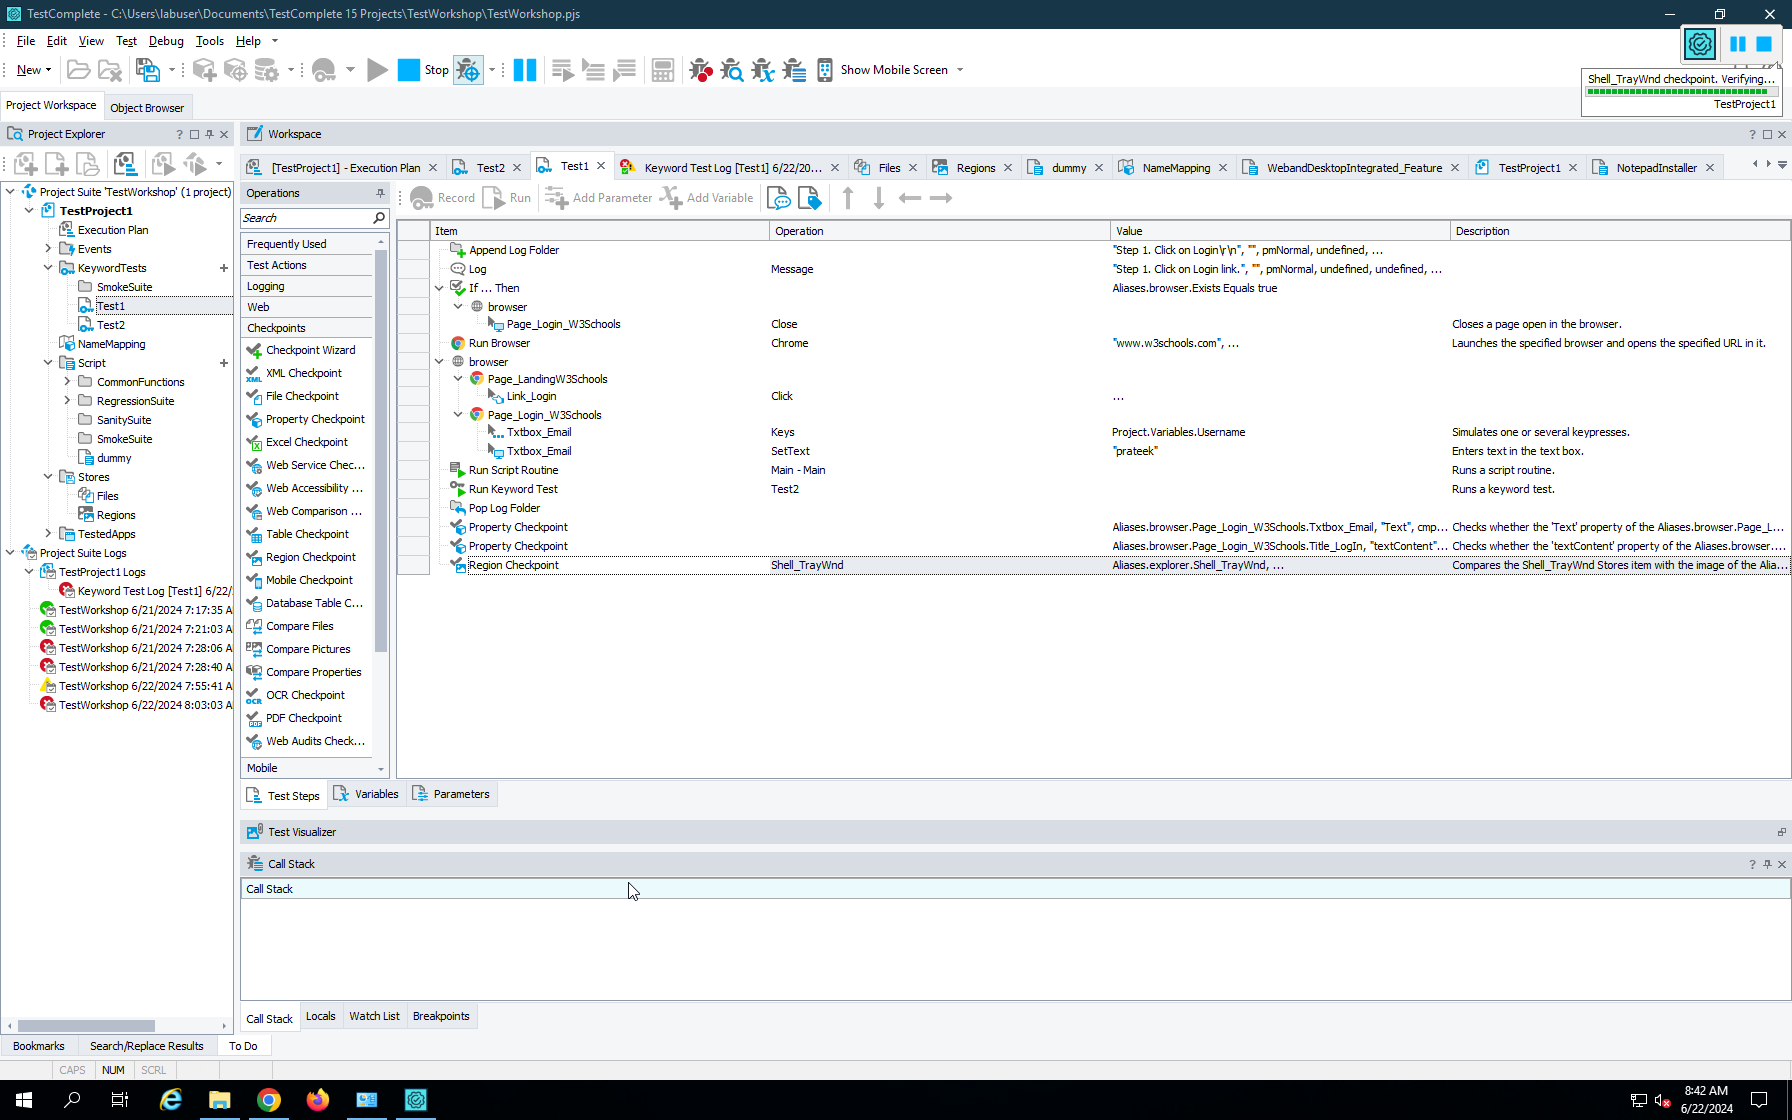 TestComplete - C:\Users\labuser\Documents\TestComplete 15 Projects\TestWorkshop\TestWorkshop.pjs
File Edit View Test Debug Tools Help
New Stop Show Mobile Screen
Shell_TrayWnd checkpoint. Verifying...
TestProject1
Project Workspace Object Browser
Project Explorer
Workspace
[TestProject1] - Execution Plan Test2 Test1 Keyword Test Log [Test1] 6/22/20... Files Regions dummy NameMapping WebandDesktopIntegrated_Feature TestProject1 NotepadInstaller
Project Suite 'TestWorkshop' (1 project)
TestProject1
Execution Plan
Events
KeywordTests
SmokeSuite
Test1
Test2
NameMapping
Script
CommonFunctions
RegressionSuite
SanitySuite
SmokeSuite
dummy
Stores
Files
Regions
TestedApps
Project Suite Logs
TestProject1 Logs
Keyword Test Log [Test1] 6/22/
TestWorkshop 6/21/2024 7:17:35 A
TestWorkshop 6/21/2024 7:21:03 A
TestWorkshop 6/21/2024 7:28:06 A
TestWorkshop 6/21/2024 7:28:40 A
TestWorkshop 6/22/2024 7:55:41 A
TestWorkshop 6/22/2024 8:03:03 A
Operations
Search
Frequently Used
Test Actions
Logging
Web
Checkpoints
Checkpoint Wizard
XML Checkpoint
File Checkpoint
Property Checkpoint
Excel Checkpoint
Web Service Chec...
Web Accessibility ...
Web Comparison ...
Table Checkpoint
Region Checkpoint
Mobile Checkpoint
Database Table C...
Compare Files
Compare Pictures
Compare Properties
OCR Checkpoint
PDF Checkpoint
Web Audits Check...
Mobile
Record Run Add Parameter Add Variable
Item Operation Value Description
Append Log Folder "Step 1. Click on Login\r\n", "", pmNormal, undefined, ...
Log Message "Step 1. Click on Login link.", "", pmNormal, undefined, undefined, ...
If ... Then Aliases.browser.Exists Equals true
browser
Page_Login_W3Schools Close Closes a page open in the browser.
Run Browser Chrome "www.w3schools.com", ... Launches the specified browser and opens the specified URL in it.
browser
Page_LandingW3Schools
Link_Login Click ...
Page_Login_W3Schools
Txtbox_Email Keys Project.Variables.Username Simulates one or several keypresses.
Txtbox_Email SetText "prateek" Enters text in the text box.
Run Script Routine Main - Main Runs a script routine.
Run Keyword Test Test2 Runs a keyword test.
Pop Log Folder
Property Checkpoint Aliases.browser.Page_Login_W3Schools.Txtbox_Email, "Text", cmp... Checks whether the 'Text' property of the Aliases.browser.Page_L...
Property Checkpoint Aliases.browser.Page_Login_W3Schools.Title_LogIn, "textContent"... Checks whether the 'textContent' property of the Aliases.browser....
Region Checkpoint Shell_TrayWnd Aliases.explorer.Shell_TrayWnd, ... Compares the Shell_TrayWnd Stores item with the image of the Alia...
Test Steps Variables Parameters
Test Visualizer
Call Stack
Call Stack
Call Stack Locals Watch List Breakpoints
Bookmarks Search/Replace Results To Do
CAPS NUM SCRL
8:42 AM
6/22/2024